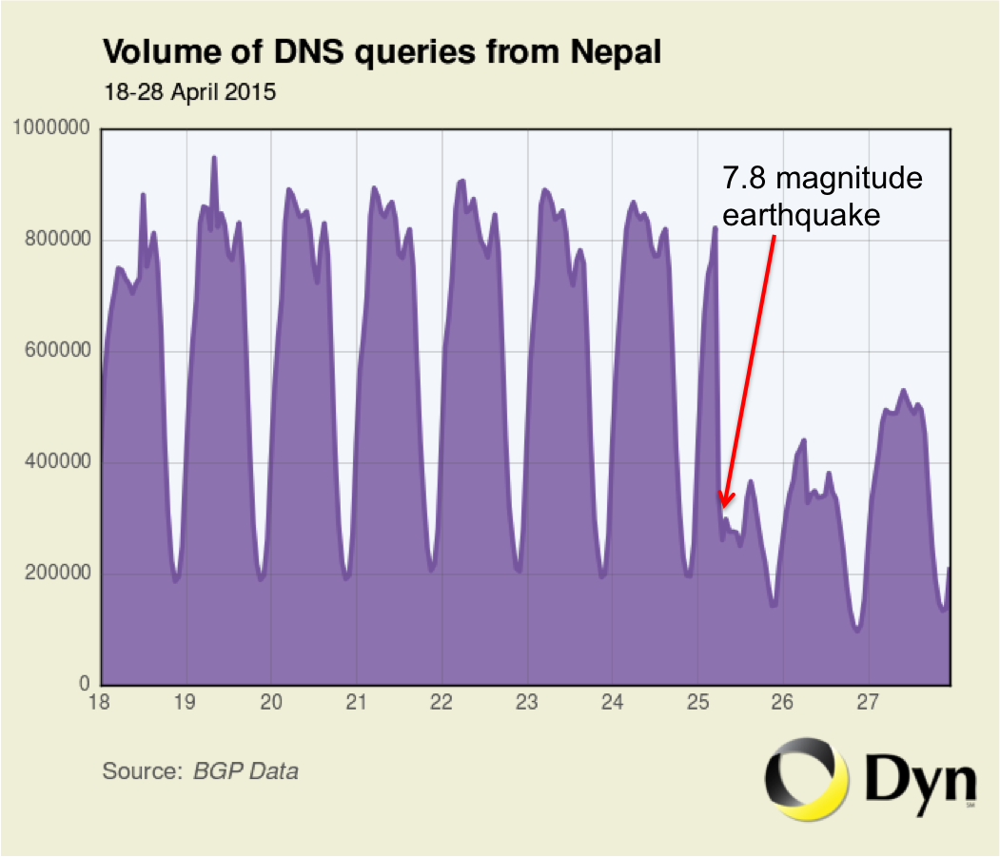 Volume of DNS queries from Nepal
18-28 April 2015
1000000
800000
600000
400000
200000
0
7.8 magnitude
earthquake
18 19 20 21 22 23 24 25 26 27
Source: BGP Data
Dyn
SM